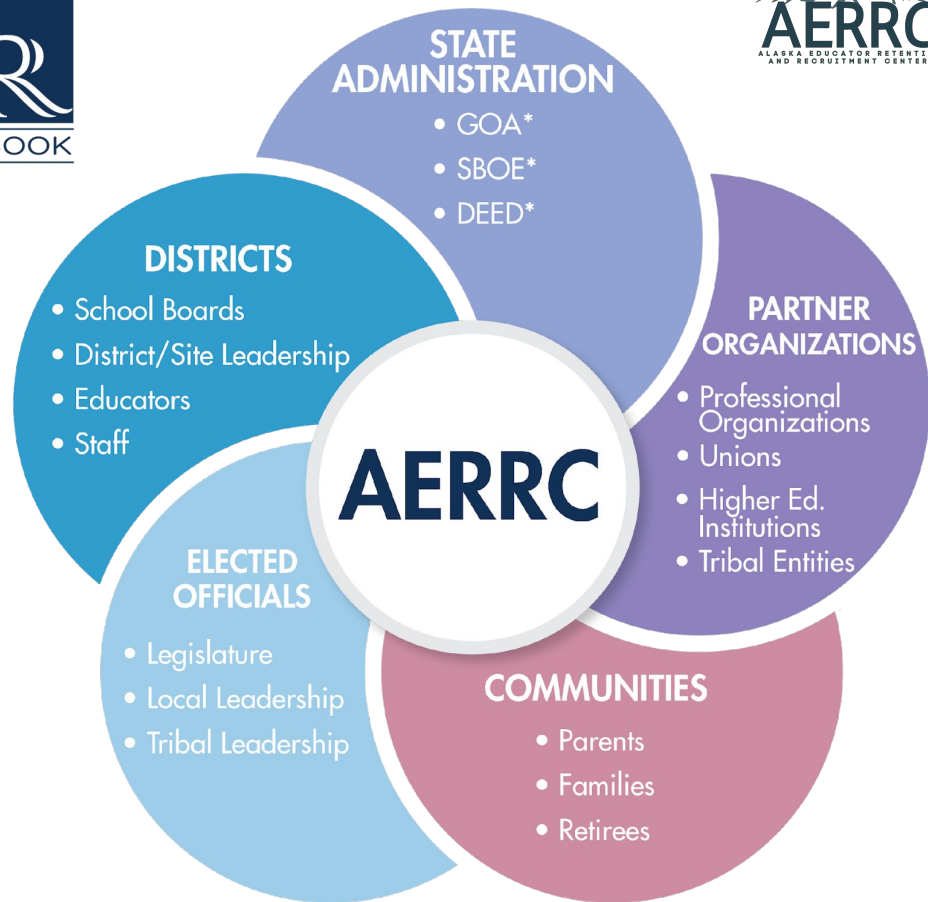 R
OOK
AERRC
ALASKA EDUCATOR RETENTI
AND RECRUITMENT CENTER
STATE
ADMINISTRATION
• GOA*
• SBOE*
• DEED*
DISTRICTS
• School Boards
• District/Site Leadership
• Educators
• Staff
PARTNER
ORGANIZATIONS
• Professional
Organizations
• Unions
• Higher Ed.
Institutions
• Tribal Entities
AERRC
ELECTED
OFFICIALS
• Legislature
• Local Leadership
• Tribal Leadership
COMMUNITIES
• Parents
• Families
• Retirees